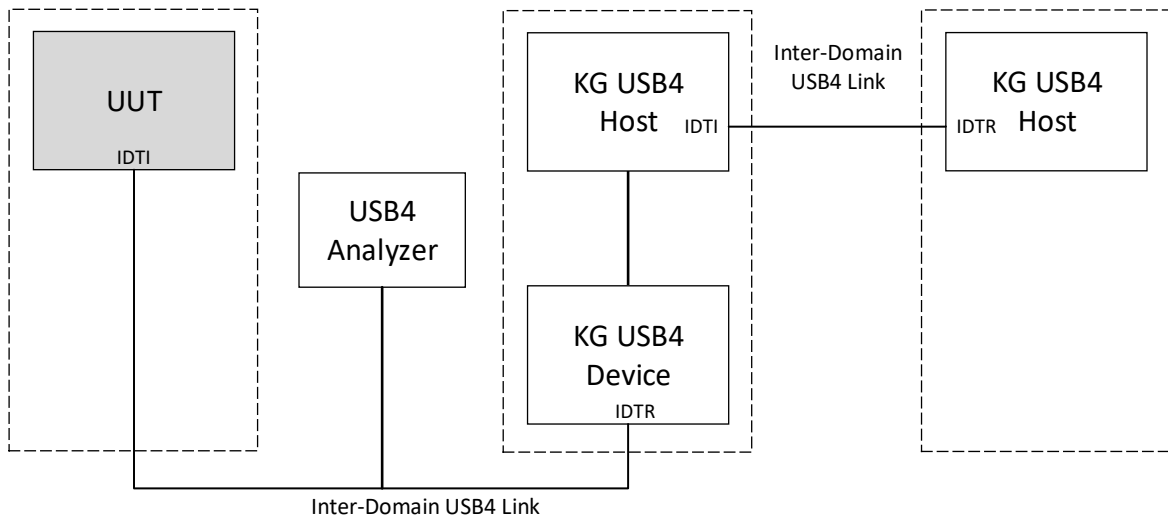 UUT
IDTI
USB4
Analyzer
KG USB4
Host
IDTI
Inter-Domain
USB4 Link
KG USB4
Host
IDTR
KG USB4
Device
IDTR
Inter-Domain USB4 Link